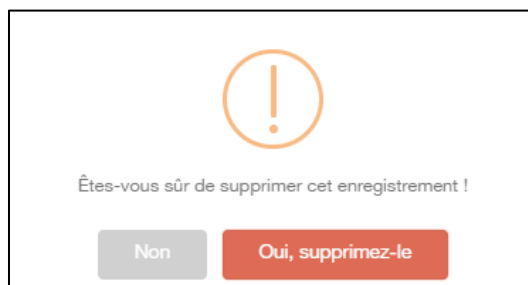 Êtes-vous sûr de supprimer cet enregistrement !
Non
Oui, supprimez-le